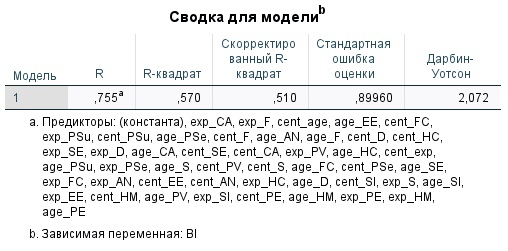 Сводка для модели b
Модель R R-квадрат Скорректированный R-квадрат Стандартная ошибка оценки Дарбин-Уотсон
1 ,755a ,570 ,510 ,89960 2,072
a. Предикторы: (константа), exp_CA, exp_F, cent_age, age_EE, cent_FC,
exp_PSu, cent_PSu, age_PSe, cent_F, age_AN, age_F, cent_D, cent_HC,
exp_SE, exp_D, age_CA, cent_SE, cent_CA, exp_PV, age_HC, cent_exp,
age_PSu, exp_PSe, age_S, cent_PV, cent_S, age_FC, cent_PSe, age_SE,
exp_FC, exp_AN, cent_EE, cent_AN, exp_HC, age_D, cent_SI, exp_S, age_SI,
exp_EE, cent_HM, age_PV, exp_SI, cent_PE, age_HM, exp_PE, exp_HM,
age_PE
b. Зависимая переменная: BI